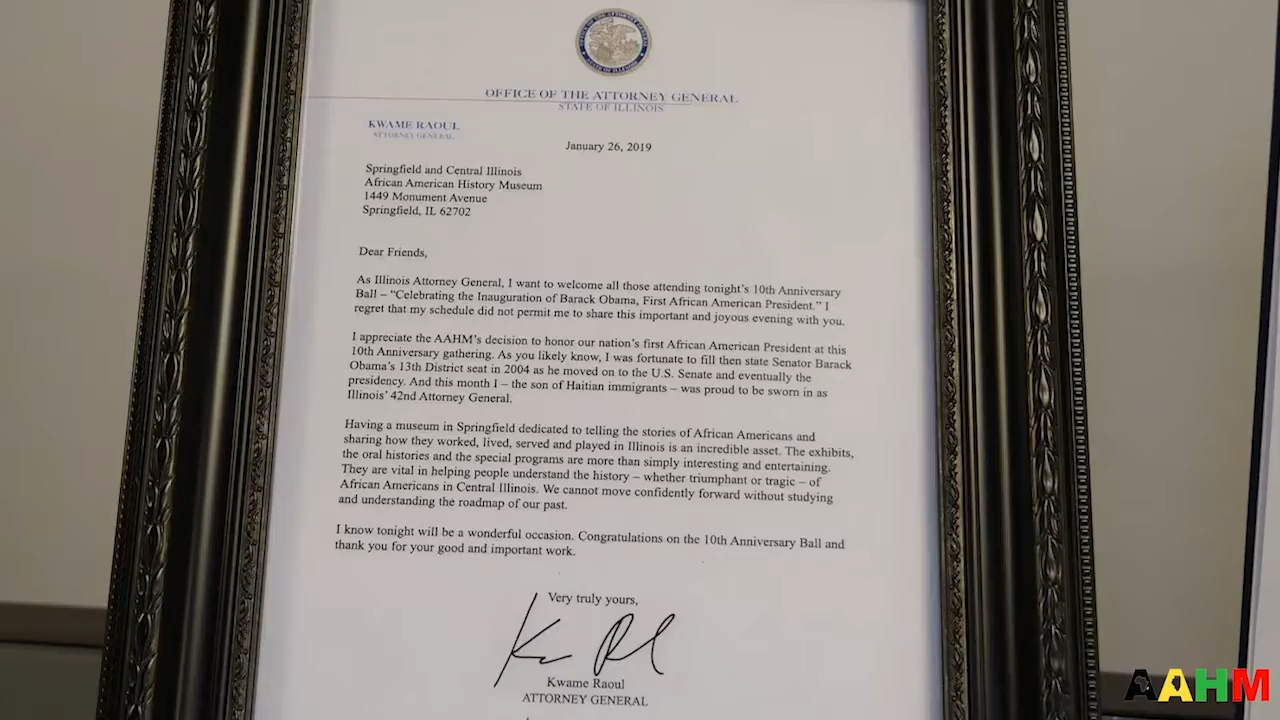 OFFICE OF THE ATTORNEY GENERAL
STATE OF ILLINOIS
OFFICE OF THE ATTORNEY GENERAL
STATE OF ILLINOIS
KWAME RAOUL
ATTORNEY GENERAL
January 26, 2019
Springfield and Central Illinois
African American History Museum
1449 Monument Avenue
Springfield, IL 62702
Dear Friends,
As Illinois Attorney General, I want to welcome all those attending tonight's 10th Anniversary
Ball – "Celebrating the Inauguration of Barack Obama, First African American President." I
regret that my schedule did not permit me to share this important and joyous evening with you.
I appreciate the AAHM's decision to honor our nation's first African American President at this
10th Anniversary gathering. As you likely know, I was fortunate to fill then state Senator Barack
Obama's 13th District seat in 2004 as he moved on to the U.S. Senate and eventually the
presidency. And this month I – the son of Haitian immigrants – was proud to be sworn in as
Illinois' 42nd Attorney General.
Having a museum in Springfield dedicated to telling the stories of African Americans and
sharing how they worked, lived, served and played in Illinois is an incredible asset. The exhibits,
the oral histories and the special programs are more than simply interesting and entertaining.
They are vital in helping people understand the history – whether triumphant or tragic – of
African Americans in Central Illinois. We cannot move confidently forward without studying
and understanding the roadmap of our past.
I know tonight will be a wonderful occasion. Congratulations on the 10th Anniversary Ball and
thank you for your good and important work.
Very truly yours,
Kwame Raoul
ATTORNEY GENERAL
AAHM